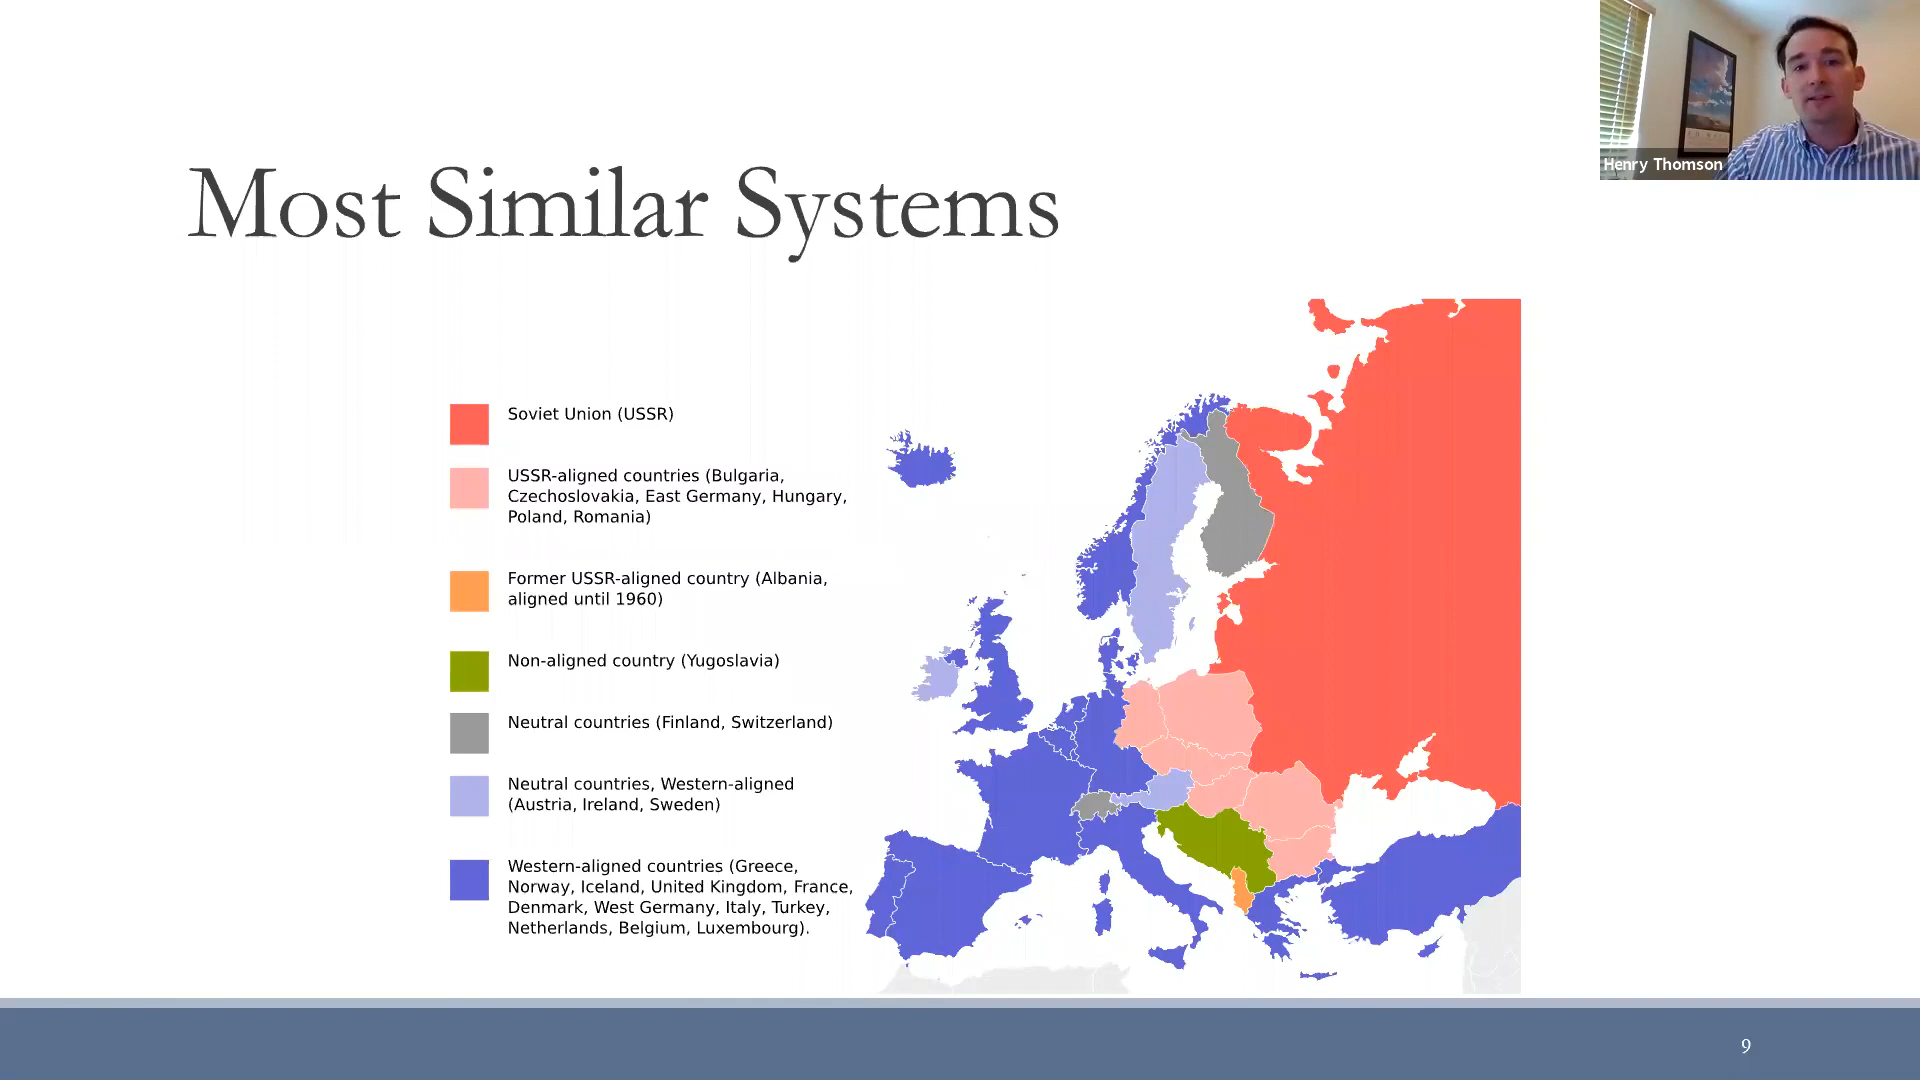 Henry Thomson
Most Similar Systems
Soviet Union (USSR)
USSR-aligned countries (Bulgaria,
Czechoslovakia, East Germany, Hungary,
Poland, Romania)
Former USSR-aligned country (Albania,
aligned until 1960)
Non-aligned country (Yugoslavia)
Neutral countries (Finland, Switzerland)
Neutral countries, Western-aligned
(Austria, Ireland, Sweden)
Western-aligned countries (Greece,
Norway, Iceland, United Kingdom, France,
Denmark, West Germany, Italy, Turkey,
Netherlands, Belgium, Luxembourg).
9